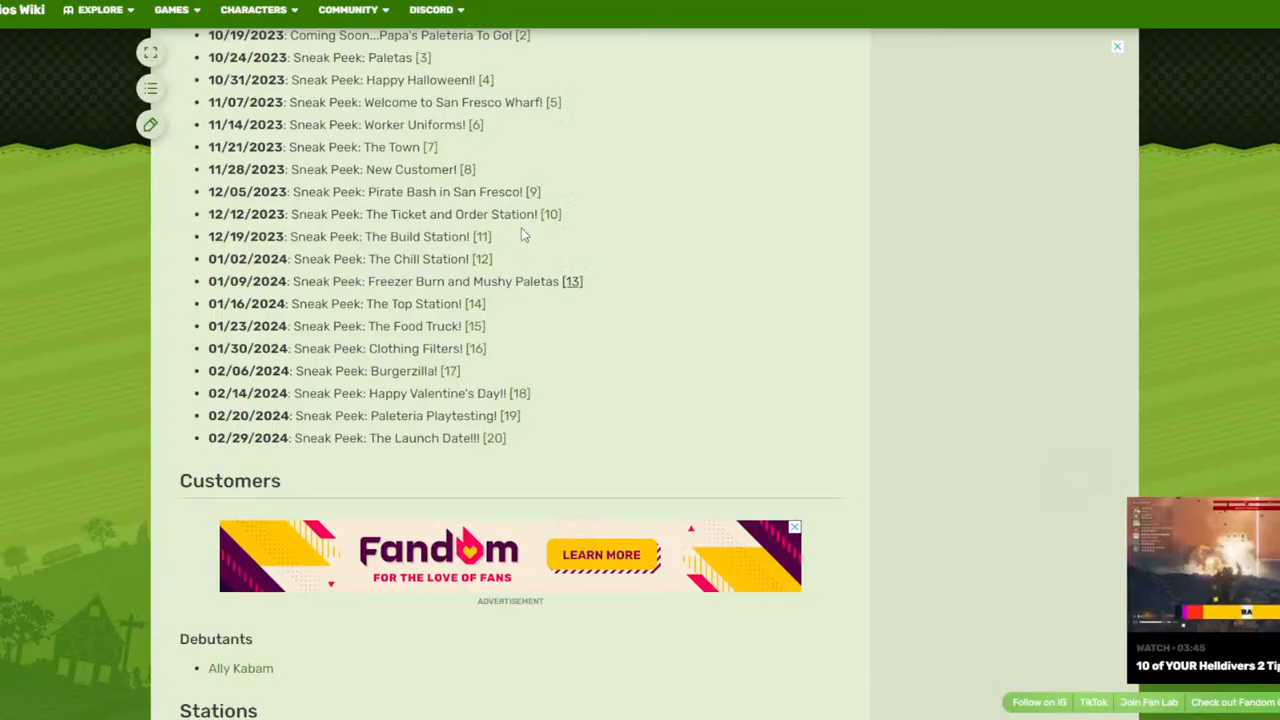 ios Wiki
EXPLORE
GAMES
CHARACTERS
COMMUNITY
DISCORD
• 10/19/2023: Coming Soon...Papa's Paleteria To Go! [2]
• 10/24/2023: Sneak Peek: Paletas [3]
• 10/31/2023: Sneak Peek: Happy Halloween!! [4]
• 11/07/2023: Sneak Peek: Welcome to San Fresco Wharf! [5]
• 11/14/2023: Sneak Peek: Worker Uniforms! [6]
• 11/21/2023: Sneak Peek: The Town [7]
• 11/28/2023: Sneak Peek: New Customer! [8]
• 12/05/2023: Sneak Peek: Pirate Bash in San Fresco! [9]
• 12/12/2023: Sneak Peek: The Ticket and Order Station! [10]
• 12/19/2023: Sneak Peek: The Build Station! [11]
• 01/02/2024: Sneak Peek: The Chill Station! [12]
• 01/09/2024: Sneak Peek: Freezer Burn and Mushy Paletas [13]
• 01/16/2024: Sneak Peek: The Top Station! [14]
• 01/23/2024: Sneak Peek: The Food Truck! [15]
• 01/30/2024: Sneak Peek: Clothing Filters! [16]
• 02/06/2024: Sneak Peek: Burgerzilla! [17]
• 02/14/2024: Sneak Peek: Happy Valentine's Day!! [18]
• 02/20/2024: Sneak Peek: Paleteria Playtesting! [19]
• 02/29/2024: Sneak Peek: The Launch Date!!! [20]
Customers
Fandom
FOR THE LOVE OF FANS
LEARN MORE
ADVERTISEMENT
Debutants
• Ally Kabam
Stations
RA
WATCH • 03:45
10 of YOUR Helldivers 2 Tip
Follow on IG
TikTok
Join Fan Lab
Check out Fandom